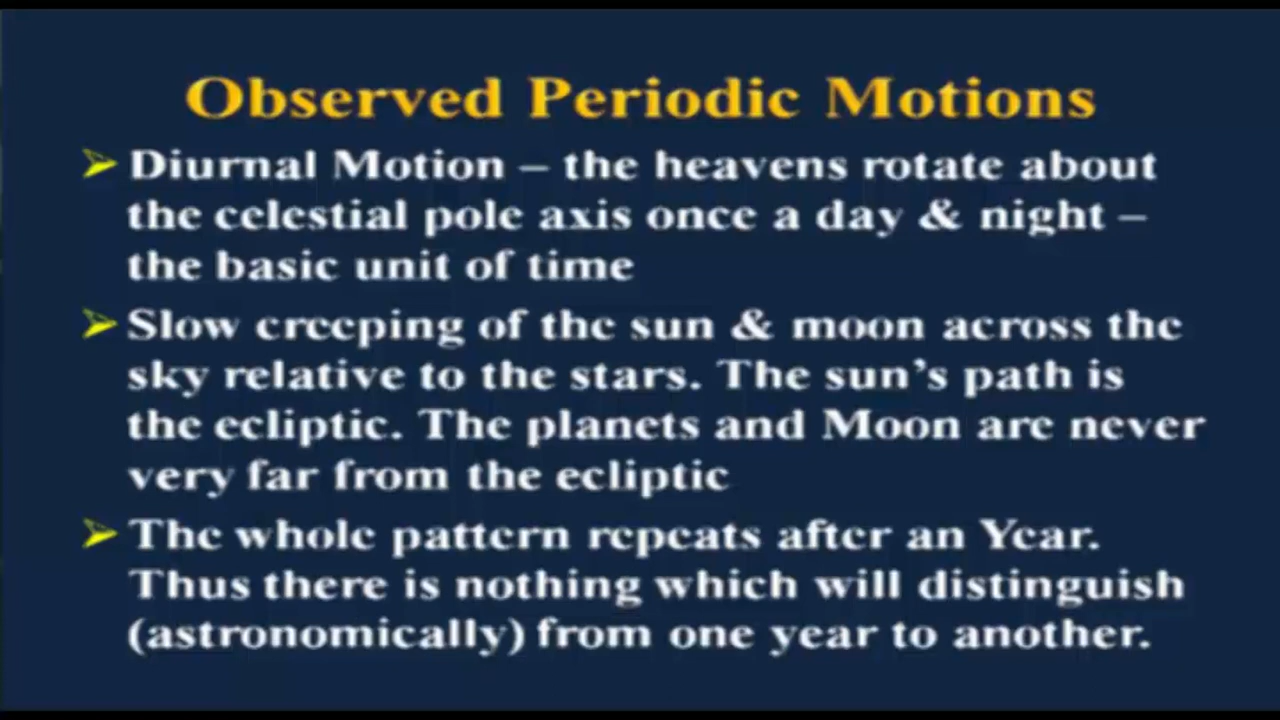 Observed Periodic Motions
➢ Diurnal Motion – the heavens rotate about
the celestial pole axis once a day & night –
the basic unit of time
➢ Slow creeping of the sun & moon across the
sky relative to the stars. The sun’s path is
the ecliptic. The planets and Moon are never
very far from the ecliptic
➢ The whole pattern repeats after an Year.
Thus there is nothing which will distinguish
(astronomically) from one year to another.